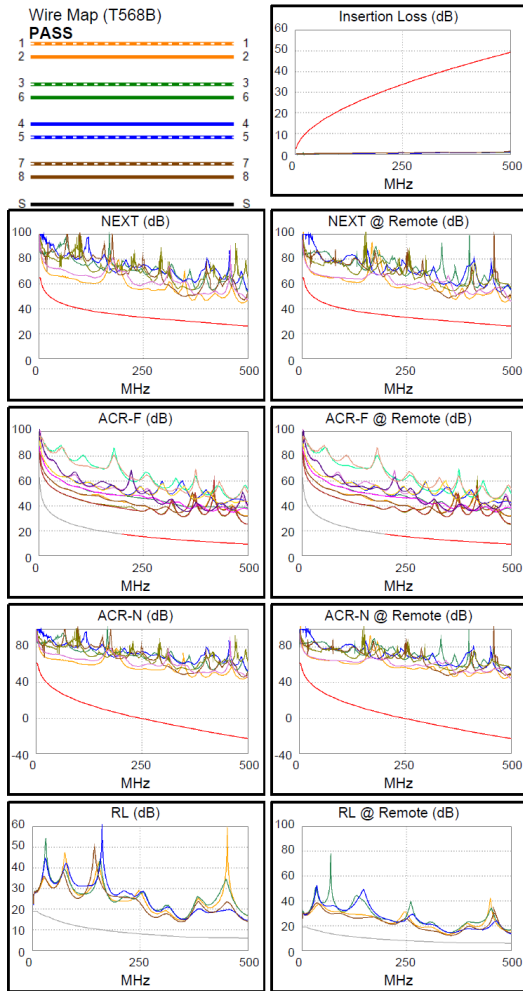 Wire Map (T568B)
PASS
1 1
2 2
3 3
6 6
4 4
5 5
7 7
8 8
S S
Insertion Loss (dB)
60
50
40
30
20
10
0
0 250 500
MHz
NEXT (dB)
100
80
60
40
20
0
0 250 500
MHz
NEXT @ Remote (dB)
100
80
60
40
20
0
0 250 500
MHz
ACR-F (dB)
100
80
60
40
20
0
0 250 500
MHz
ACR-F @ Remote (dB)
100
80
60
40
20
0
0 250 500
MHz
ACR-N (dB)
80
40
0
-40
0 250 500
MHz
ACR-N @ Remote (dB)
80
40
0
-40
0 250 500
MHz
RL (dB)
60
50
40
30
20
10
0
0 250 500
MHz
RL @ Remote (dB)
100
80
60
40
20
0
0 250 500
MHz